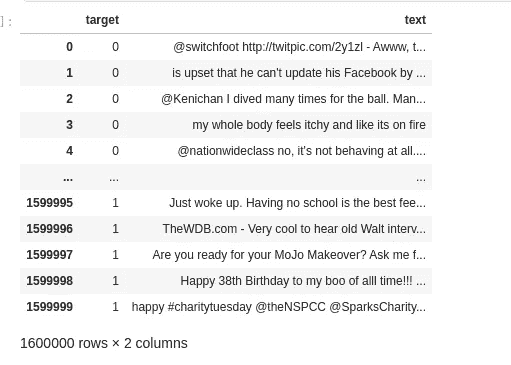 ]:
target text
0 0 @switchfoot http://twitpic.com/2y1zl - Awww, t...
1 0 is upset that he can't update his Facebook by ...
2 0 @Kenichan I dived many times for the ball. Man...
3 0 my whole body feels itchy and like its on fire
4 0 @nationwideclass no, it's not behaving at all....
... ... ...
1599995 1 Just woke up. Having no school is the best fee...
1599996 1 TheWDB.com - Very cool to hear old Walt interv...
1599997 1 Are you ready for your MoJo Makeover? Ask me f...
1599998 1 Happy 38th Birthday to my boo of alll time!!! ...
1599999 1 happy #charitytuesday @theNSPCC @SparksCharity...
1600000 rows × 2 columns